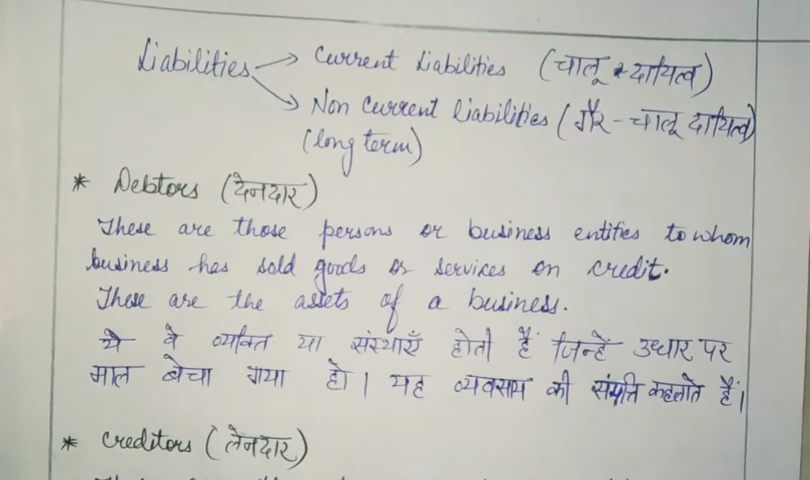 Liabilities → Current Liabilities (चालू दायित्व)
→ Non Current liabilities (गैर-चालू दायित्व)
(long term)
* Debtors (देनदार)
These are those persons or business entities to whom
business has sold goods or services on credit.
These are the assets of a business.
ये वे व्यक्ति या संस्थाएँ होती हैं जिन्हें उधार पर
माल बेचा गया हो। यह व्यवसाय की संपत्ति कहलाते हैं।
* Creditors (लेनदार)